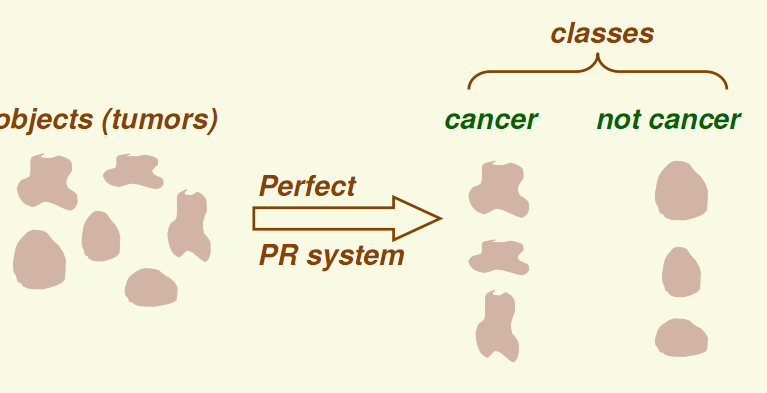 classes
objects (tumors)
cancer
not cancer
Perfect
PR system